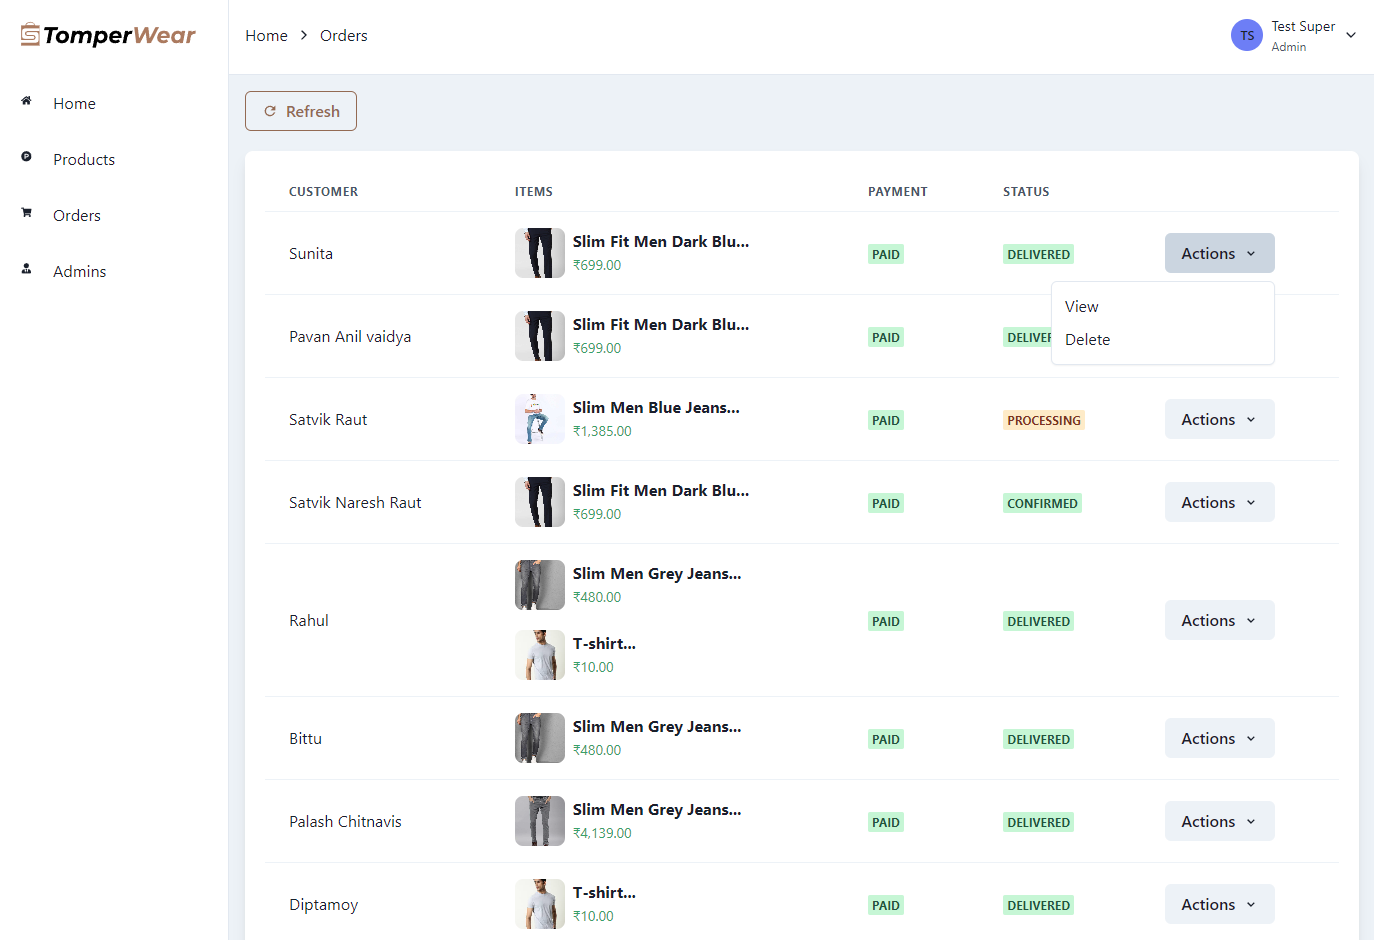 TomperWear
Home > Orders
TS
Test Super
Admin
Home
Products
Orders
Admins
Refresh
CUSTOMER ITEMS PAYMENT STATUS
Sunita
Slim Fit Men Dark Blu...
₹699.00
PAID
DELIVERED
Actions
View
Delete
Pavan Anil vaidya
Slim Fit Men Dark Blu...
₹699.00
PAID
Satvik Raut
Slim Men Blue Jeans...
₹1,385.00
PAID
PROCESSING
Actions
Satvik Naresh Raut
Slim Fit Men Dark Blu...
₹699.00
PAID
CONFIRMED
Actions
Rahul
Slim Men Grey Jeans...
₹480.00
T-shirt...
₹10.00
PAID
DELIVERED
Actions
Bittu
Slim Men Grey Jeans...
₹480.00
PAID
DELIVERED
Actions
Palash Chitnavis
Slim Men Grey Jeans...
₹4,139.00
PAID
DELIVERED
Actions
Diptamoy
T-shirt...
₹10.00
PAID
DELIVERED
Actions